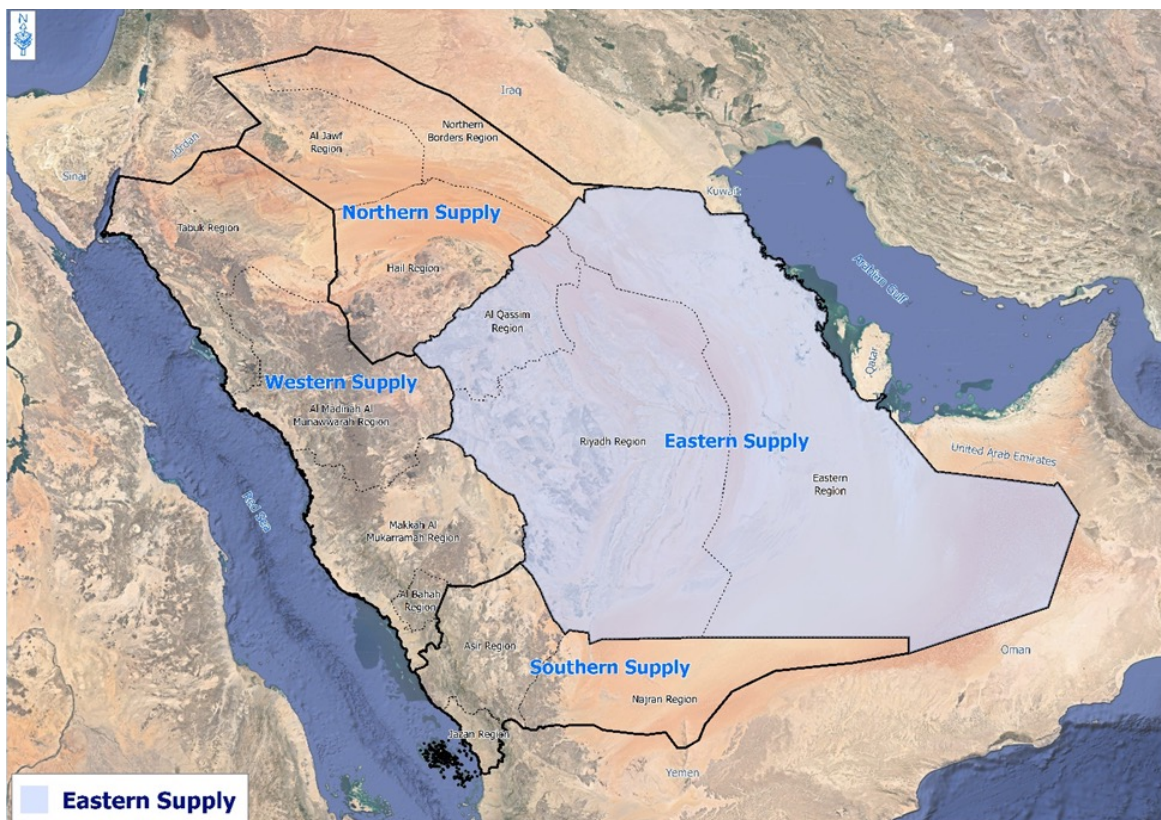 N
Iraq
Northern
Borders Region
Al Jawf
Region
Jordan
Sinai
Kuwait
Northern Supply
Tabuk Region
Hail Region
Arabian Gulf
Al Qassim
Region
Qatar
Western Supply
Al Madinah Al
Munawwarah Region
Riyadh Region
Eastern Supply
United Arab Emirates
Eastern
Region
Red Sea
Makkah Al
Mukarramah Region
Al Bahah
Region
Asir Region
Southern Supply
Oman
Najran Region
Jazan Region
Yemen
Eastern Supply